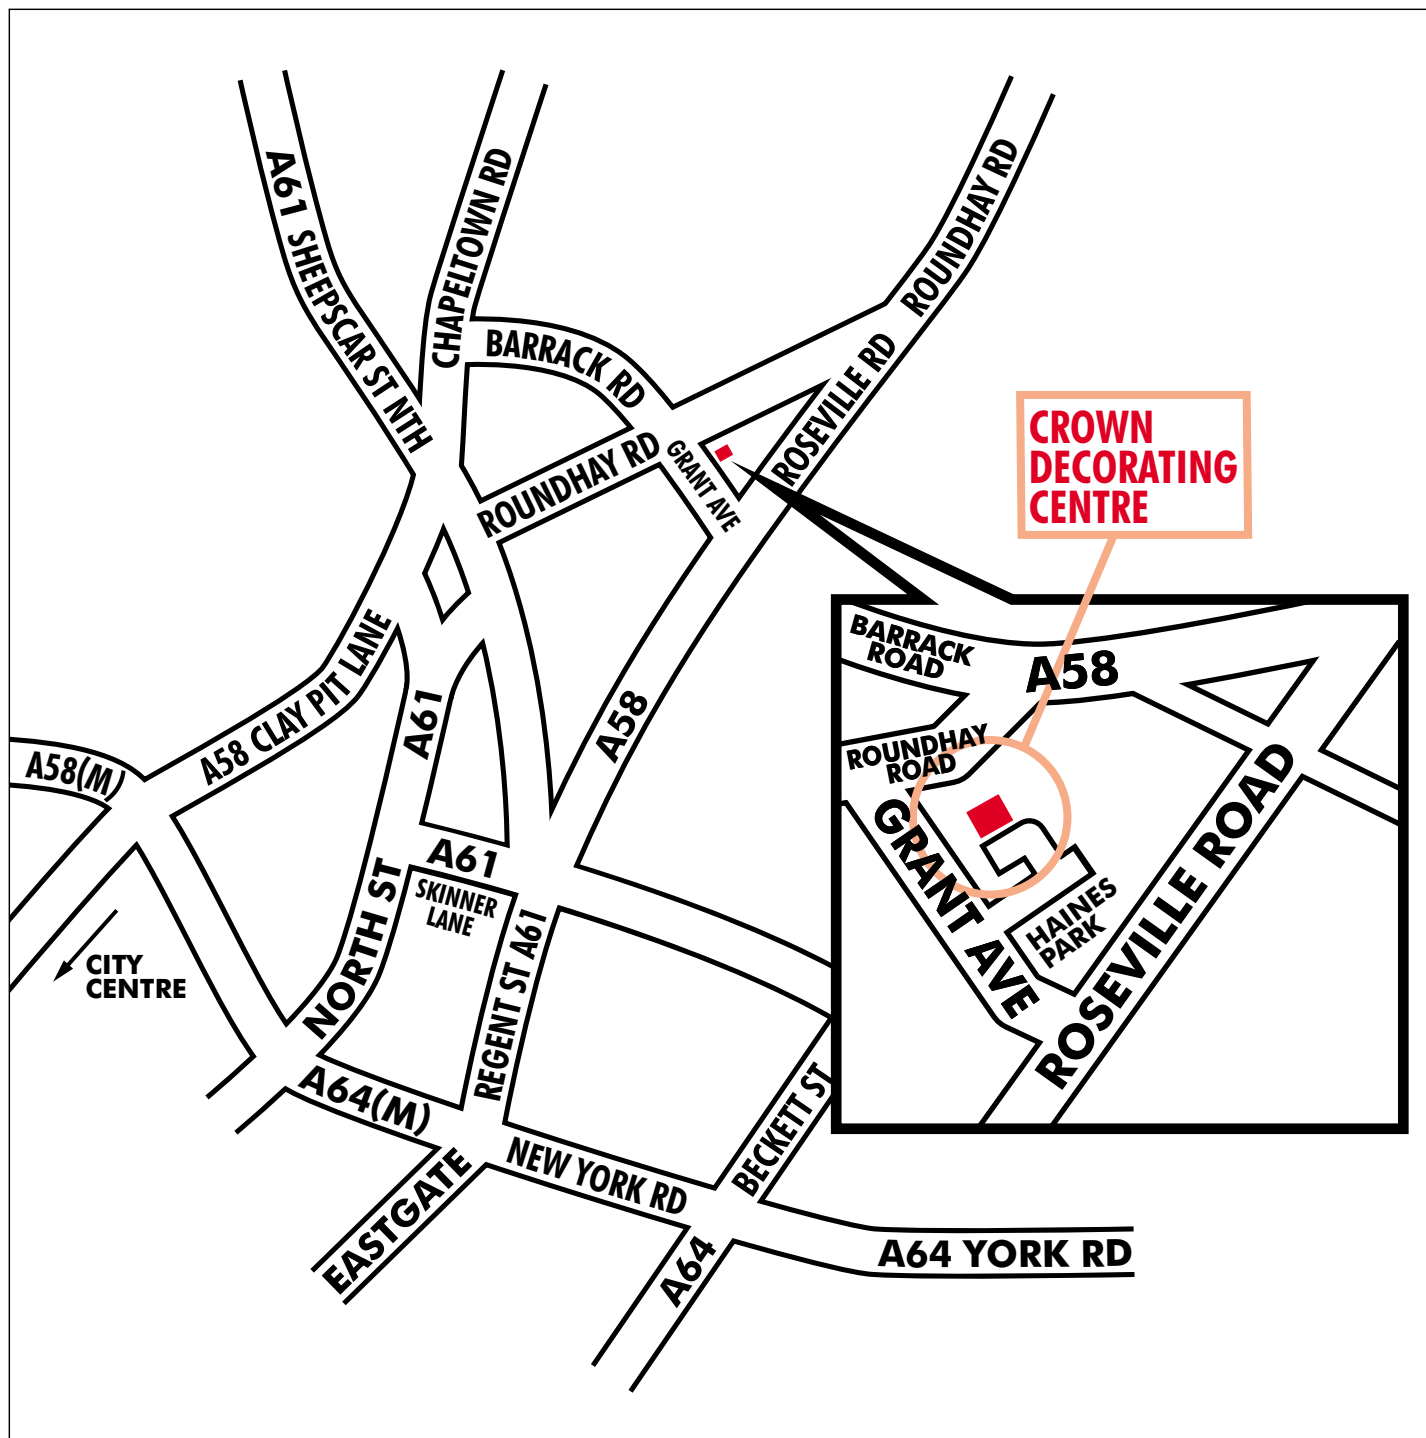 A61 SHEEPSCAR ST NTH
CHAPELTOWN RD
ROUNDHAY RD
BARRACK RD
ROSEVILLE RD
ROUNDHAY RD
GRANT AVE
CROWN
DECORATING
CENTRE
A58 CLAY PIT LANE
A58(M)
A61
A58
A61
SKINNER
LANE
NORTH ST
REGENT ST A61
CITY
CENTRE
A64(M)
NEW YORK RD
BECKETT ST
EASTGATE
A64
A64 YORK RD
BARRACK
ROAD
A58
ROUNDHAY
ROAD
GRANT AVE
HAINES
PARK
ROSEVILLE ROAD